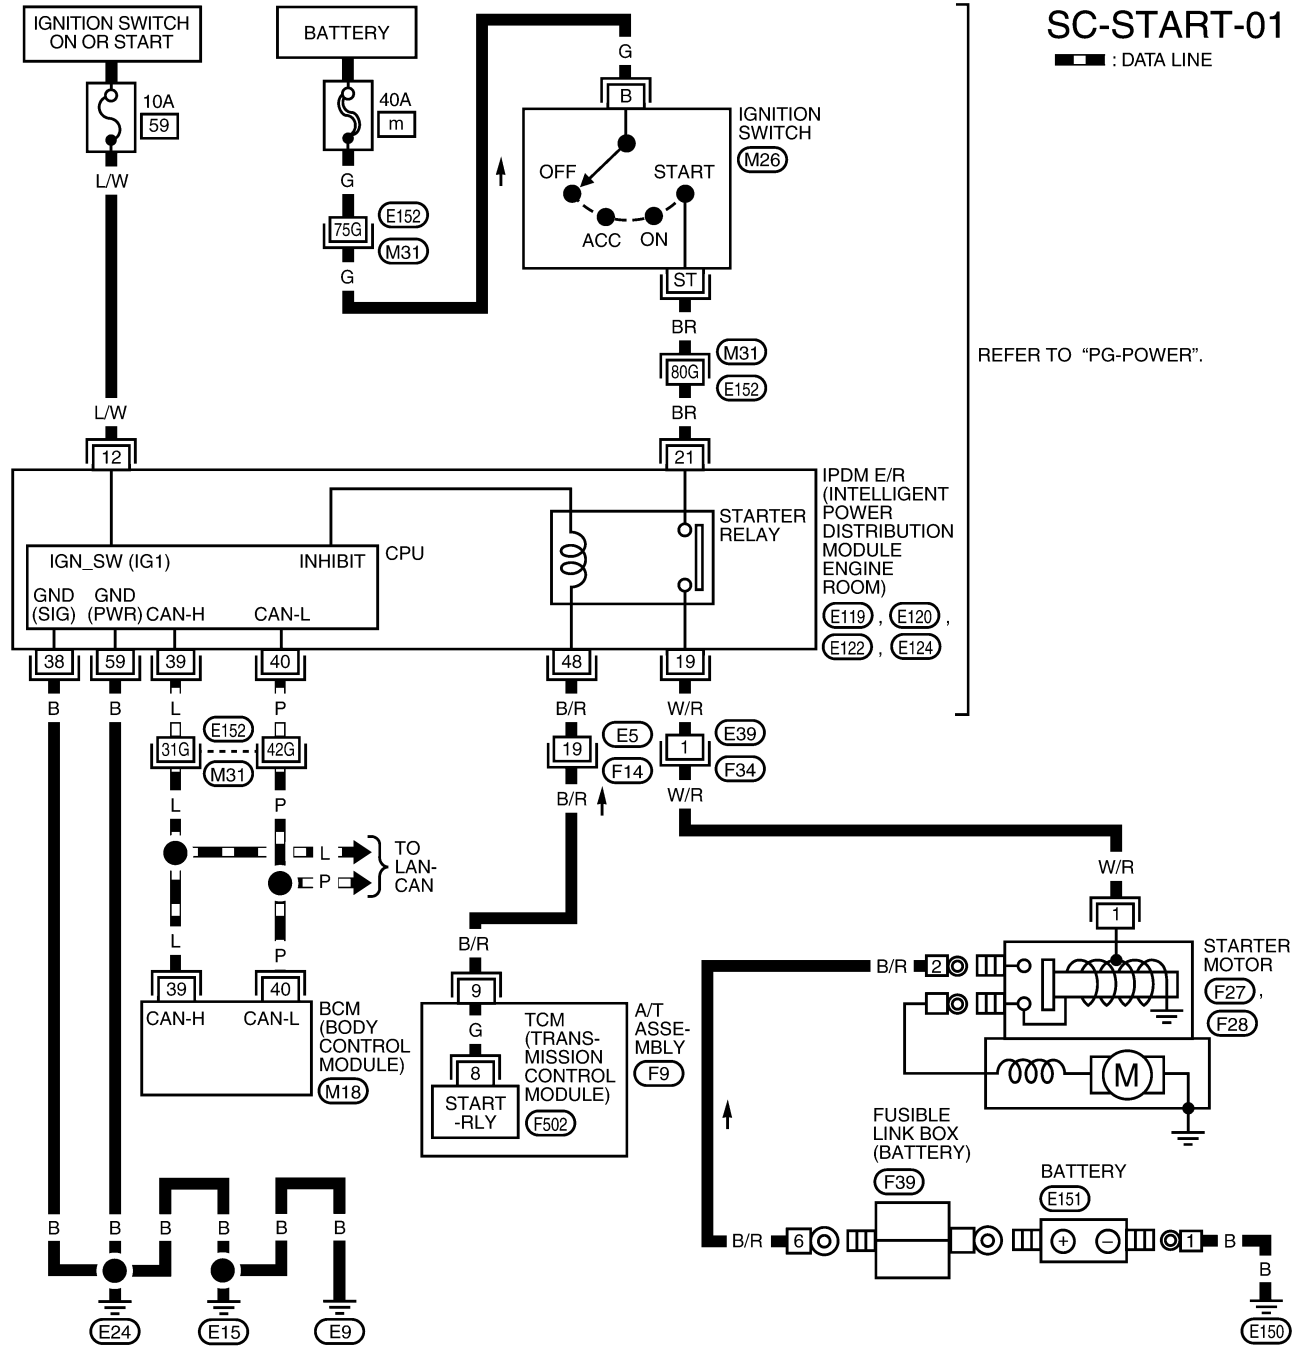 SC-START-01
: DATA LINE
IGNITION SWITCH
ON OR START
BATTERY
10A
59
40A
m
L/W
G
75G
E152
M31
G
G
B
IGNITION
SWITCH
M26
OFF
START
ACC
ON
ST
BR
80G
M31
E152
BR
REFER TO “PG-POWER”.
L/W
12
21
IPDM E/R
(INTELLIGENT
POWER
DISTRIBUTION
MODULE
ENGINE
ROOM)
E119 , E120 ,
E122 , E124
STARTER
RELAY
CPU
IGN_SW (IG1)
INHIBIT
GND
(SIG)
GND
(PWR)
CAN-H
CAN-L
38
59
39
40
48
19
B
B
L
P
B/R
W/R
31G
E152
M31
42G
19
E5
F14
1
E39
F34
L
P
B/R
W/R
L
P
TO
LAN-
CAN
W/R
1
L
P
B/R
39
40
CAN-H
CAN-L
BCM
(BODY
CONTROL
MODULE)
M18
9
G
8
START
-RLY
TCM
(TRANS-
MISSION
CONTROL
MODULE)
F502
A/T
ASSE-
MBLY
F9
B/R
2
STARTER
MOTOR
F27 ,
F28
M
FUSIBLE
LINK BOX
(BATTERY)
F39
BATTERY
E151
B/R
6
+
−
1
B
B
E150
B
B
B
B
B
B
E24
E15
E9